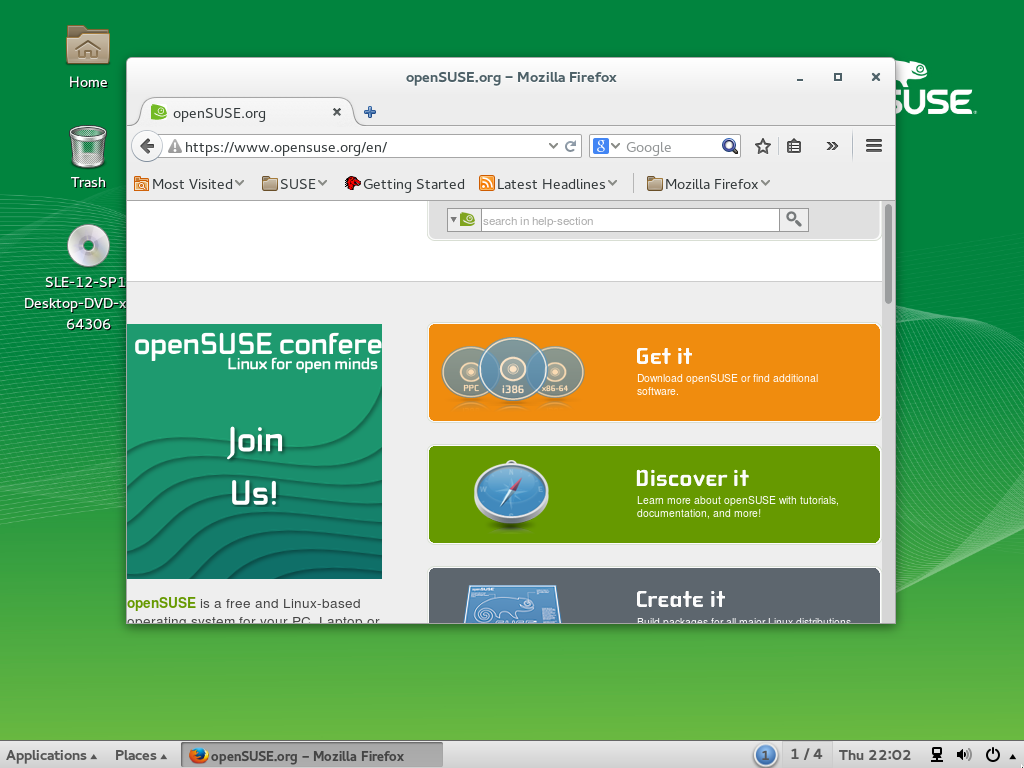 Home
Trash
SLE-12-SP1
Desktop-DVD-x
64306
SUSE
openSUSE.org – Mozilla Firefox
openSUSE.org
https://www.opensuse.org/en/
8
Google
Most Visited
SUSE
Getting Started
Latest Headlines
Mozilla Firefox
search in help-section
openSUSE confere
Linux for open minds
Join
Us!
openSUSE is a free and Linux-based
operating system for your PC, Laptop or
PPC
i386
x86-64
Get it
Download openSUSE or find additional
software.
W
E
Discover it
Learn more about openSUSE with tutorials,
documentation, and more!
openSUSE
Create it
Build packages for all major Linux distributions
Applications
Places
openSUSE.org – Mozilla Firefox
1
1 / 4
Thu 22:02